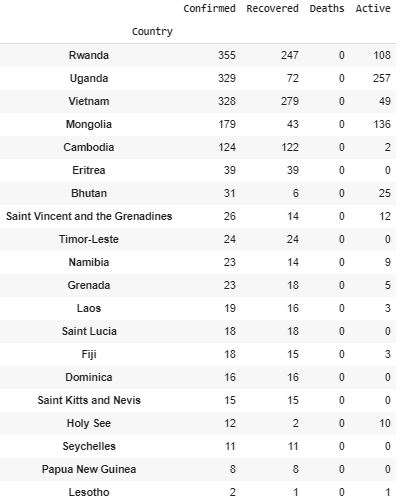 Confirmed Recovered Deaths Active
Country
Rwanda 355 247 0 108
Uganda 329 72 0 257
Vietnam 328 279 0 49
Mongolia 179 43 0 136
Cambodia 124 122 0 2
Eritrea 39 39 0 0
Bhutan 31 6 0 25
Saint Vincent and the Grenadines 26 14 0 12
Timor-Leste 24 24 0 0
Namibia 23 14 0 9
Grenada 23 18 0 5
Laos 19 16 0 3
Saint Lucia 18 18 0 0
Fiji 18 15 0 3
Dominica 16 16 0 0
Saint Kitts and Nevis 15 15 0 0
Holy See 12 2 0 10
Seychelles 11 11 0 0
Papua New Guinea 8 8 0 0
Lesotho 2 1 0 1